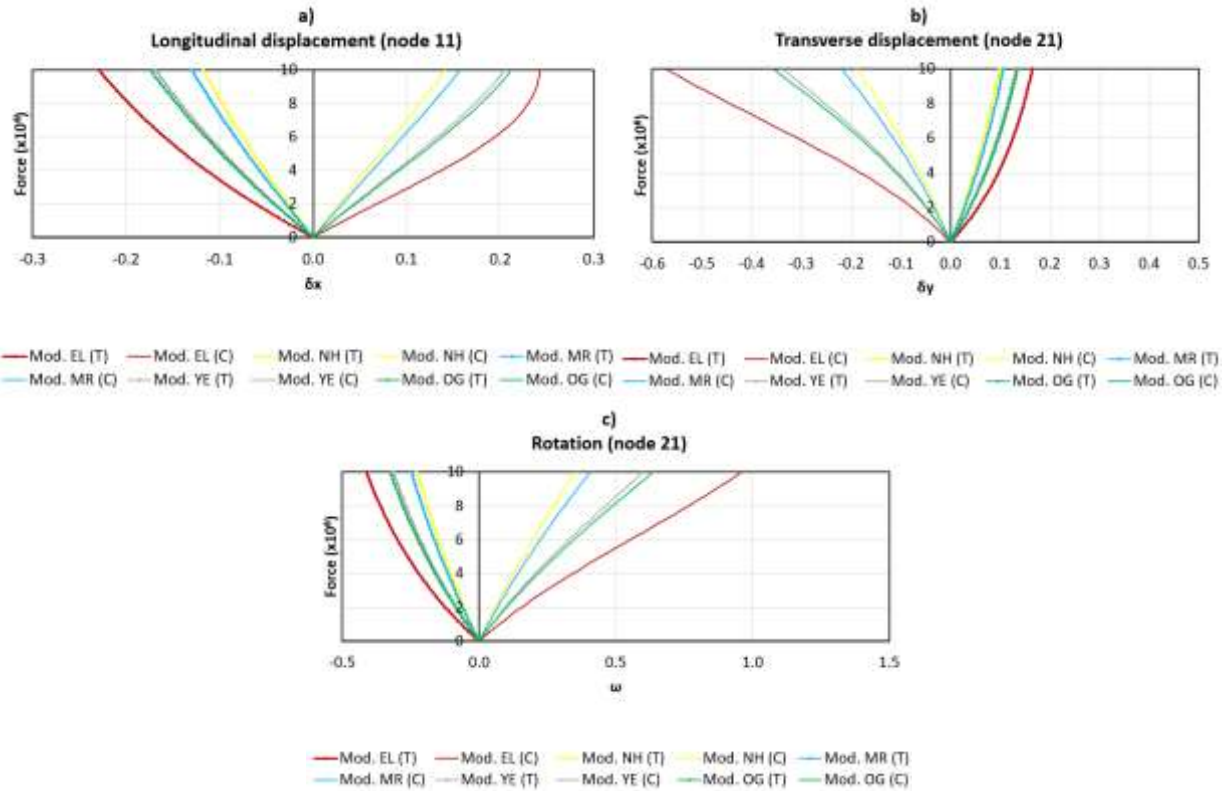 a)
Longitudinal displacement (node 11)
10
8
6
4
2
0
Force (x10⁶)
-0.3 -0.2 -0.1 0.0 0.1 0.2 0.3
δx
Mod. EL (T) Mod. EL (C) Mod. NH (T) Mod. NH (C) Mod. MR (T)
Mod. MR (C) Mod. YE (T) Mod. YE (C) Mod. OG (T) Mod. OG (C)
b)
Transverse displacement (node 21)
10
8
6
4
2
0
Force (x10⁶)
-0.6 -0.5 -0.4 -0.3 -0.2 -0.1 0.0 0.1 0.2 0.3 0.4 0.5
δy
Mod. EL (T) Mod. EL (C) Mod. NH (T) Mod. NH (C) Mod. MR (T)
Mod. MR (C) Mod. YE (T) Mod. YE (C) Mod. OG (T) Mod. OG (C)
c)
Rotation (node 21)
10
8
6
4
2
0
Force (x10⁶)
-0.5 0.0 0.5 1.0 1.5
ω
Mod. EL (T) Mod. EL (C) Mod. NH (T) Mod. NH (C) Mod. MR (T)
Mod. MR (C) Mod. YE (T) Mod. YE (C) Mod. OG (T) Mod. OG (C)